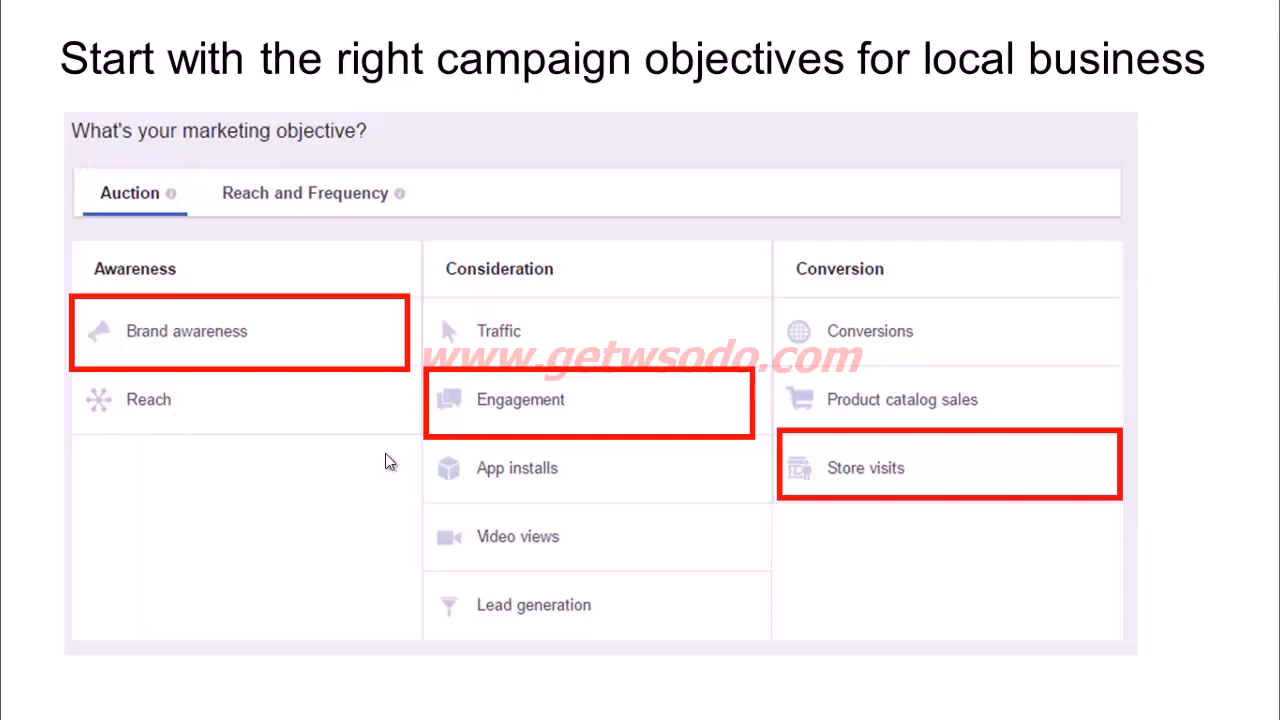 Start with the right campaign objectives for local business
What's your marketing objective?
Auction
Reach and Frequency
Awareness
Consideration
Conversion
Brand awareness
Traffic
Conversions
www.getwsodo.com
Reach
Engagement
Product catalog sales
App installs
Store visits
Video views
Lead generation